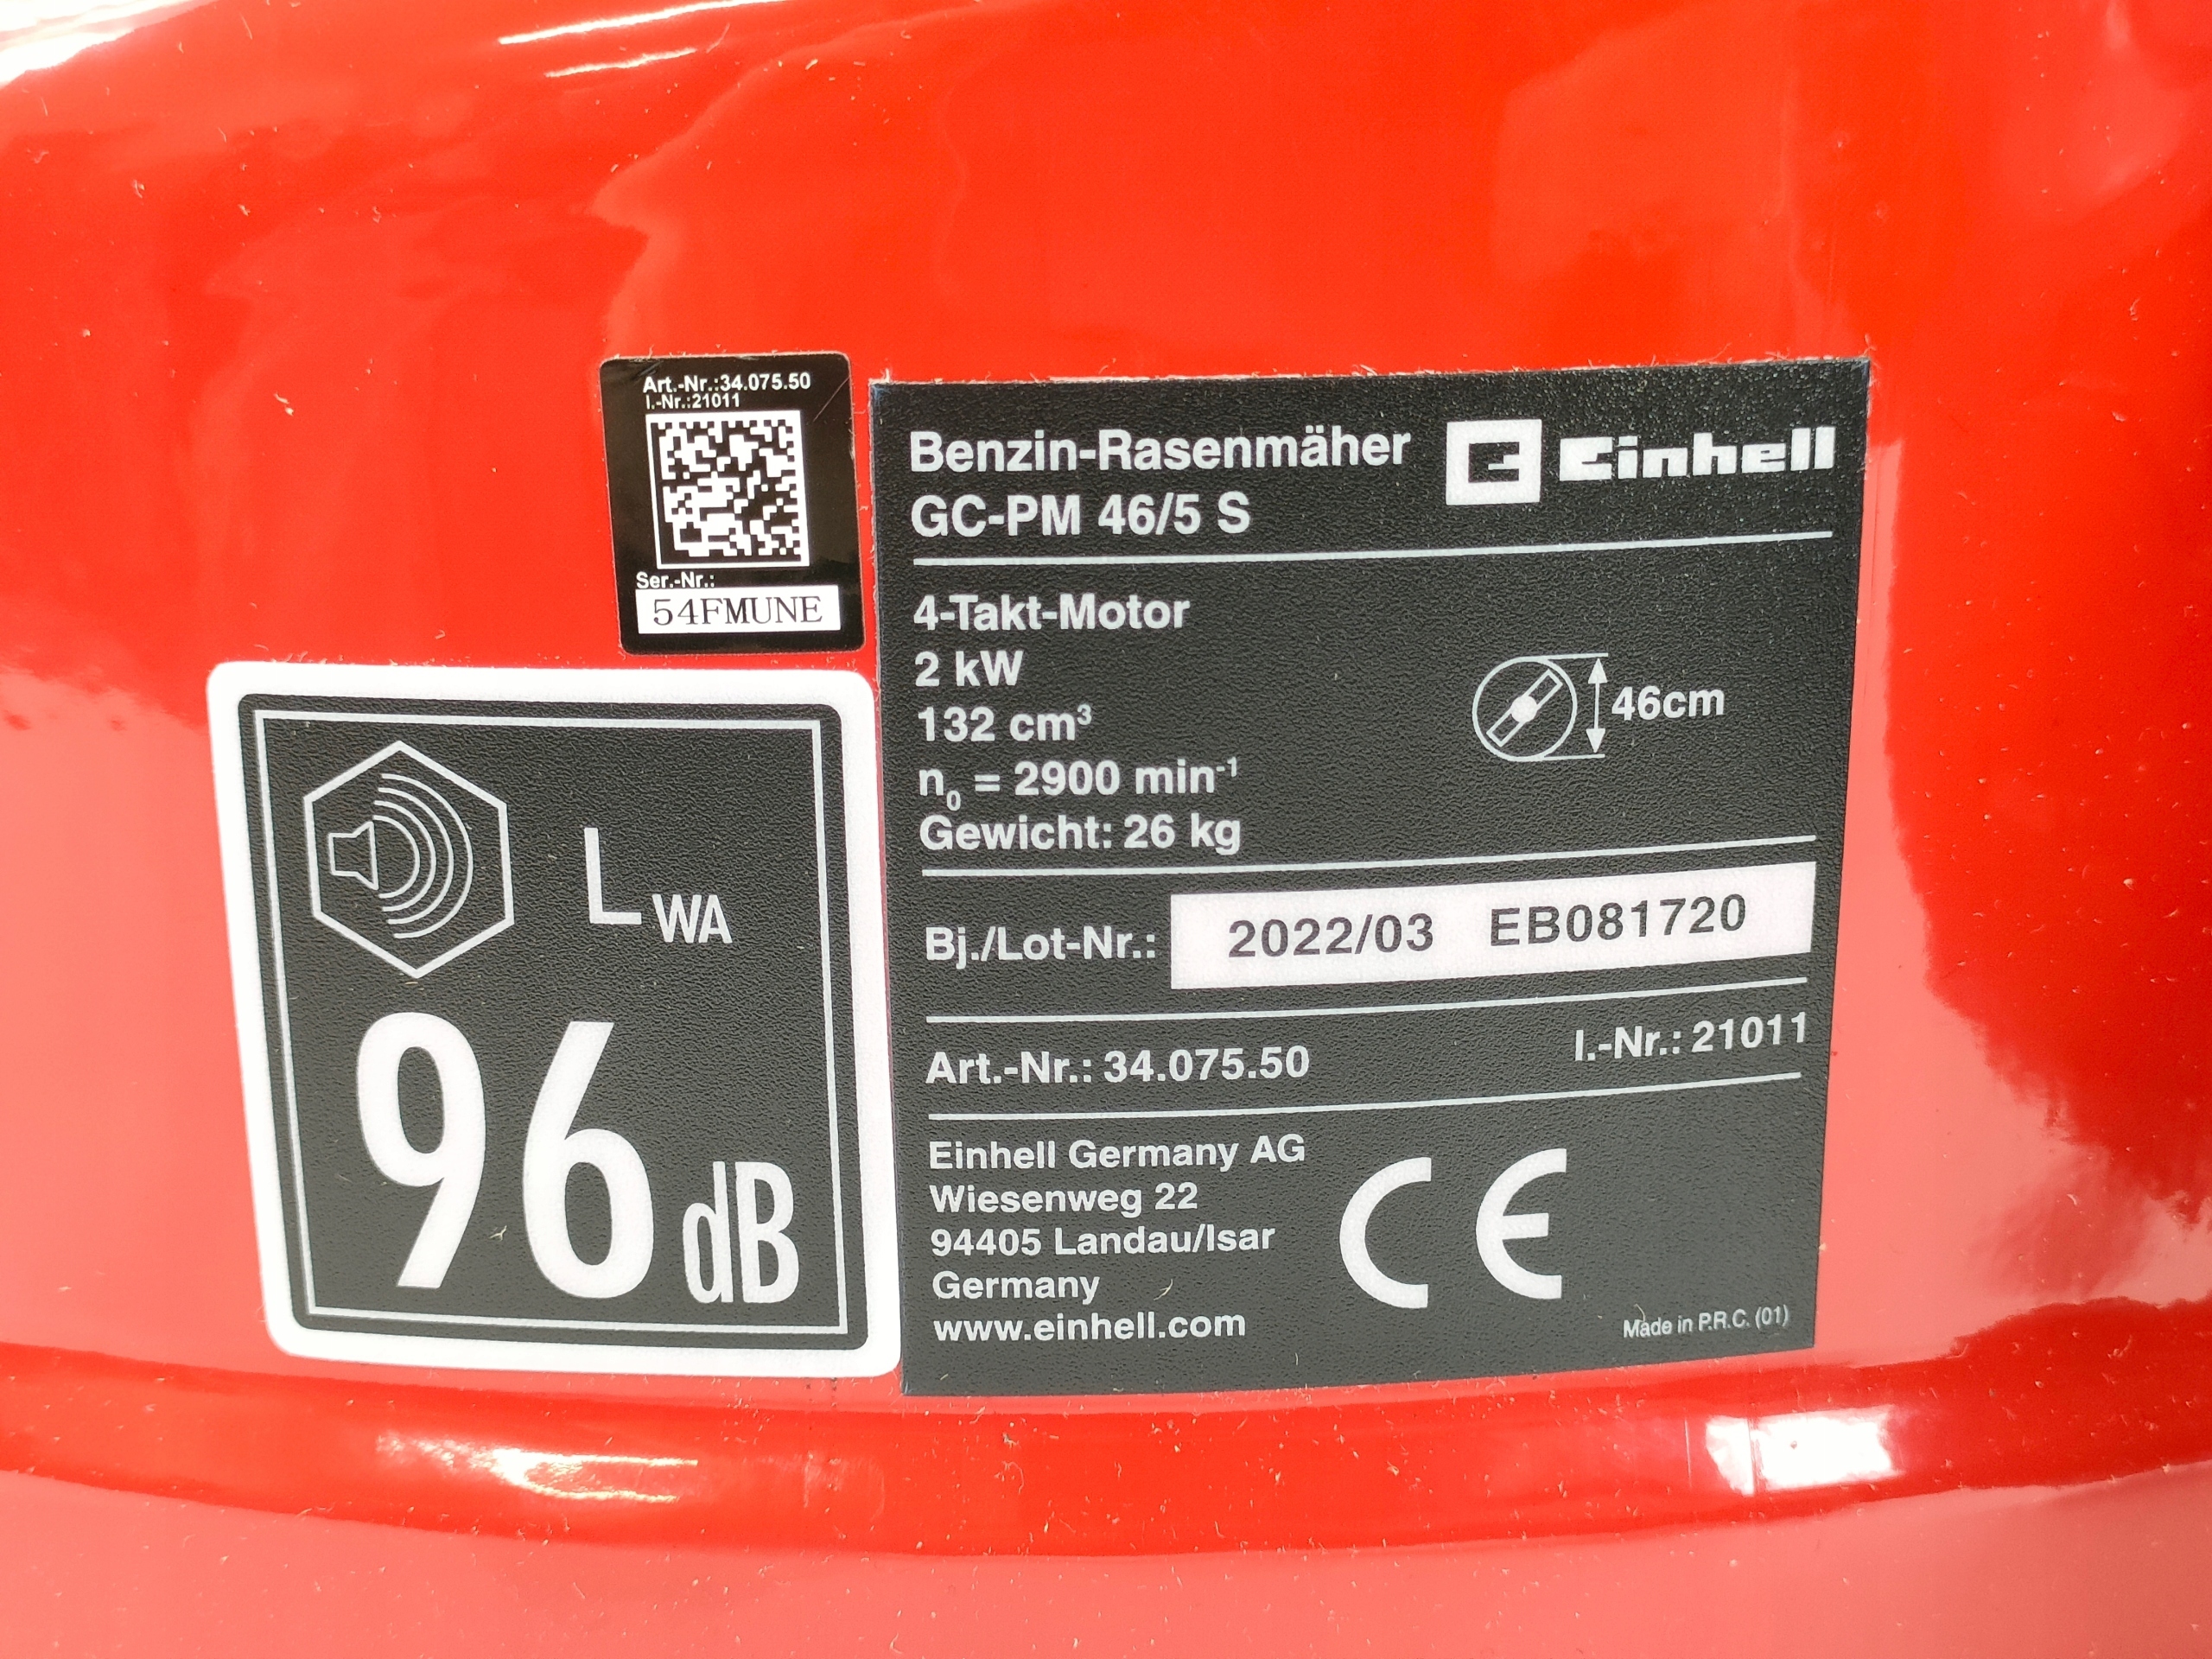 Art.-Nr.:34.075.50
I.-Nr.:21011
Ser.-Nr.:
54FMUNE
LWA
96 dB
Benzin-Rasenmäher
GC-PM 46/5 S
E Einhell
4-Takt-Motor
2 kW
132 cm³
n₀ = 2900 min⁻¹
Gewicht: 26 kg
46cm
Bj./Lot-Nr.: 2022/03 EB081720
Art.-Nr.: 34.075.50 I.-Nr.: 21011
Einhell Germany AG
Wiesenweg 22
94405 Landau/Isar
Germany
www.einhell.com
CE
Made in P.R.C. (01)